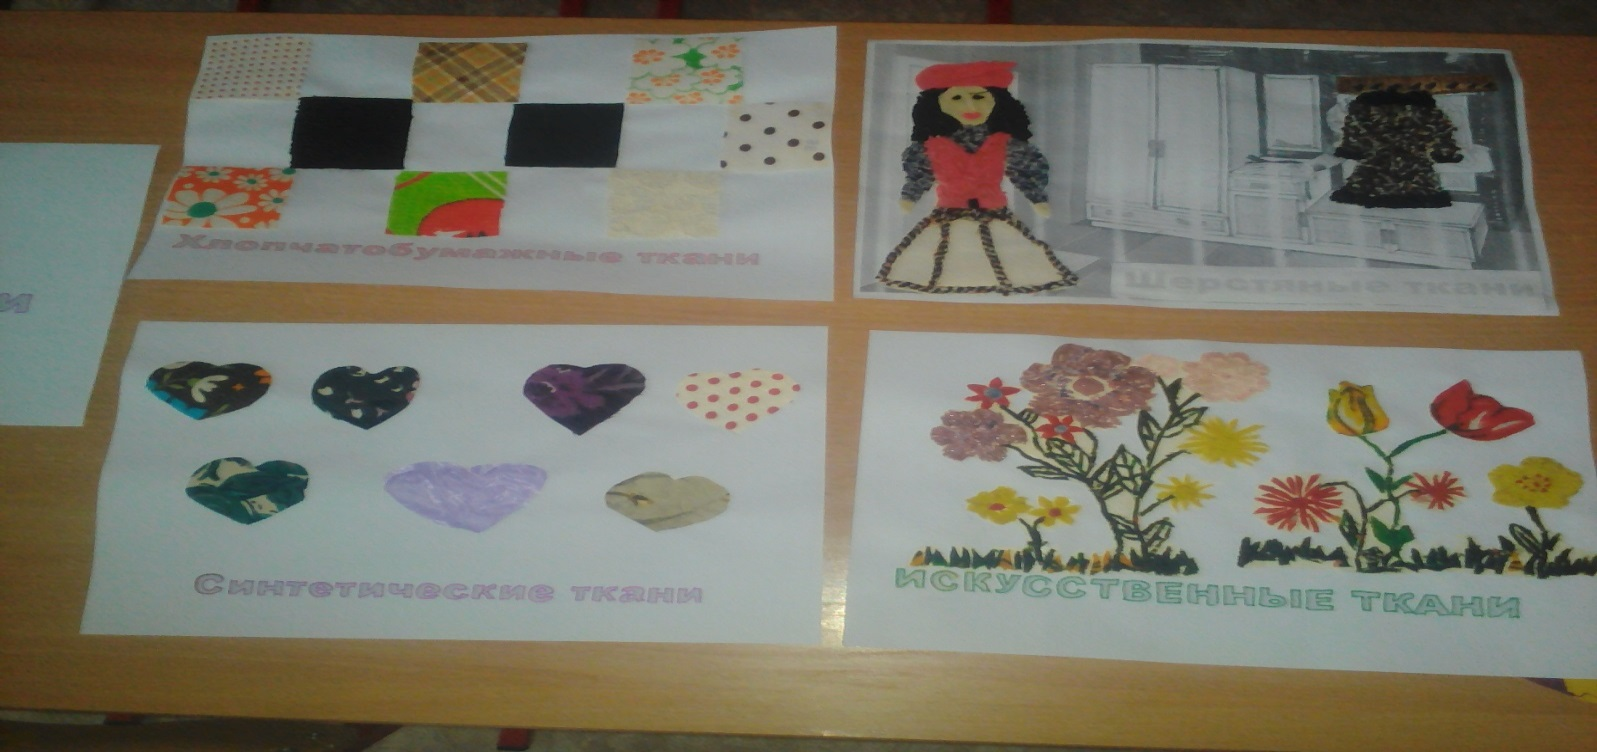 Хлопчатобумажные ткани
Шерстяные ткани
и
Синтетические ткани
ИСКУССТВЕННЫЕ ТКАНИ